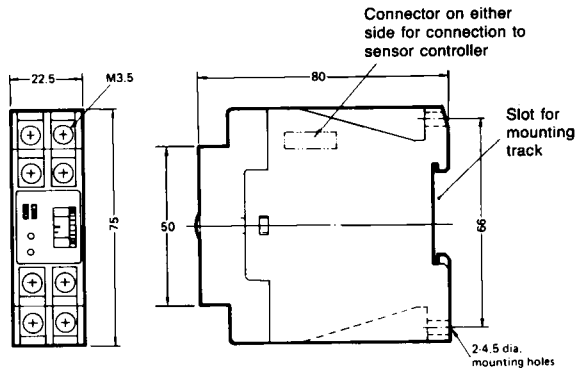 Connector on either
side for connection to
sensor controller
22.5
M3.5
80
Slot for
mounting
track
75
50
66
2-4.5 dia.
mounting holes